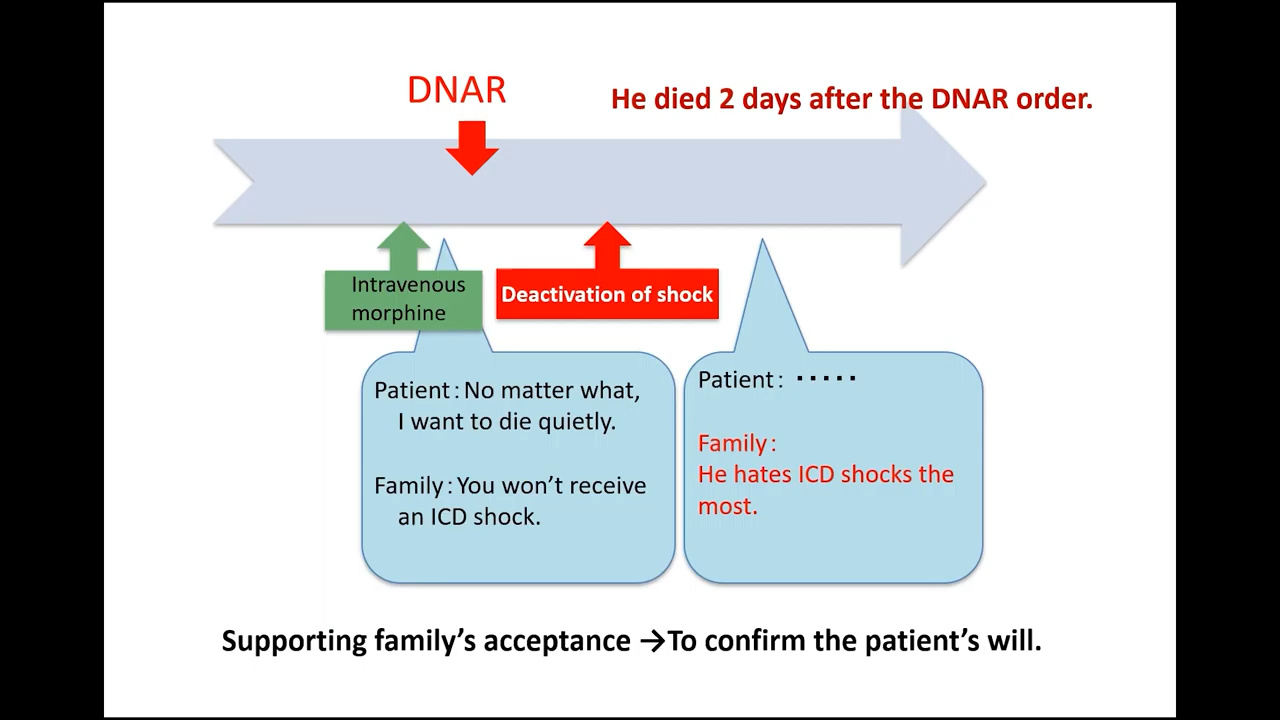 DNAR
He died 2 days after the DNAR order.
Intravenous
morphine
Deactivation of shock
Patient：No matter what,
I want to die quietly.
Family：You won’t receive
an ICD shock.
Patient：・・・・・
Family：
He hates ICD shocks the
most.
Supporting family’s acceptance →To confirm the patient’s will.